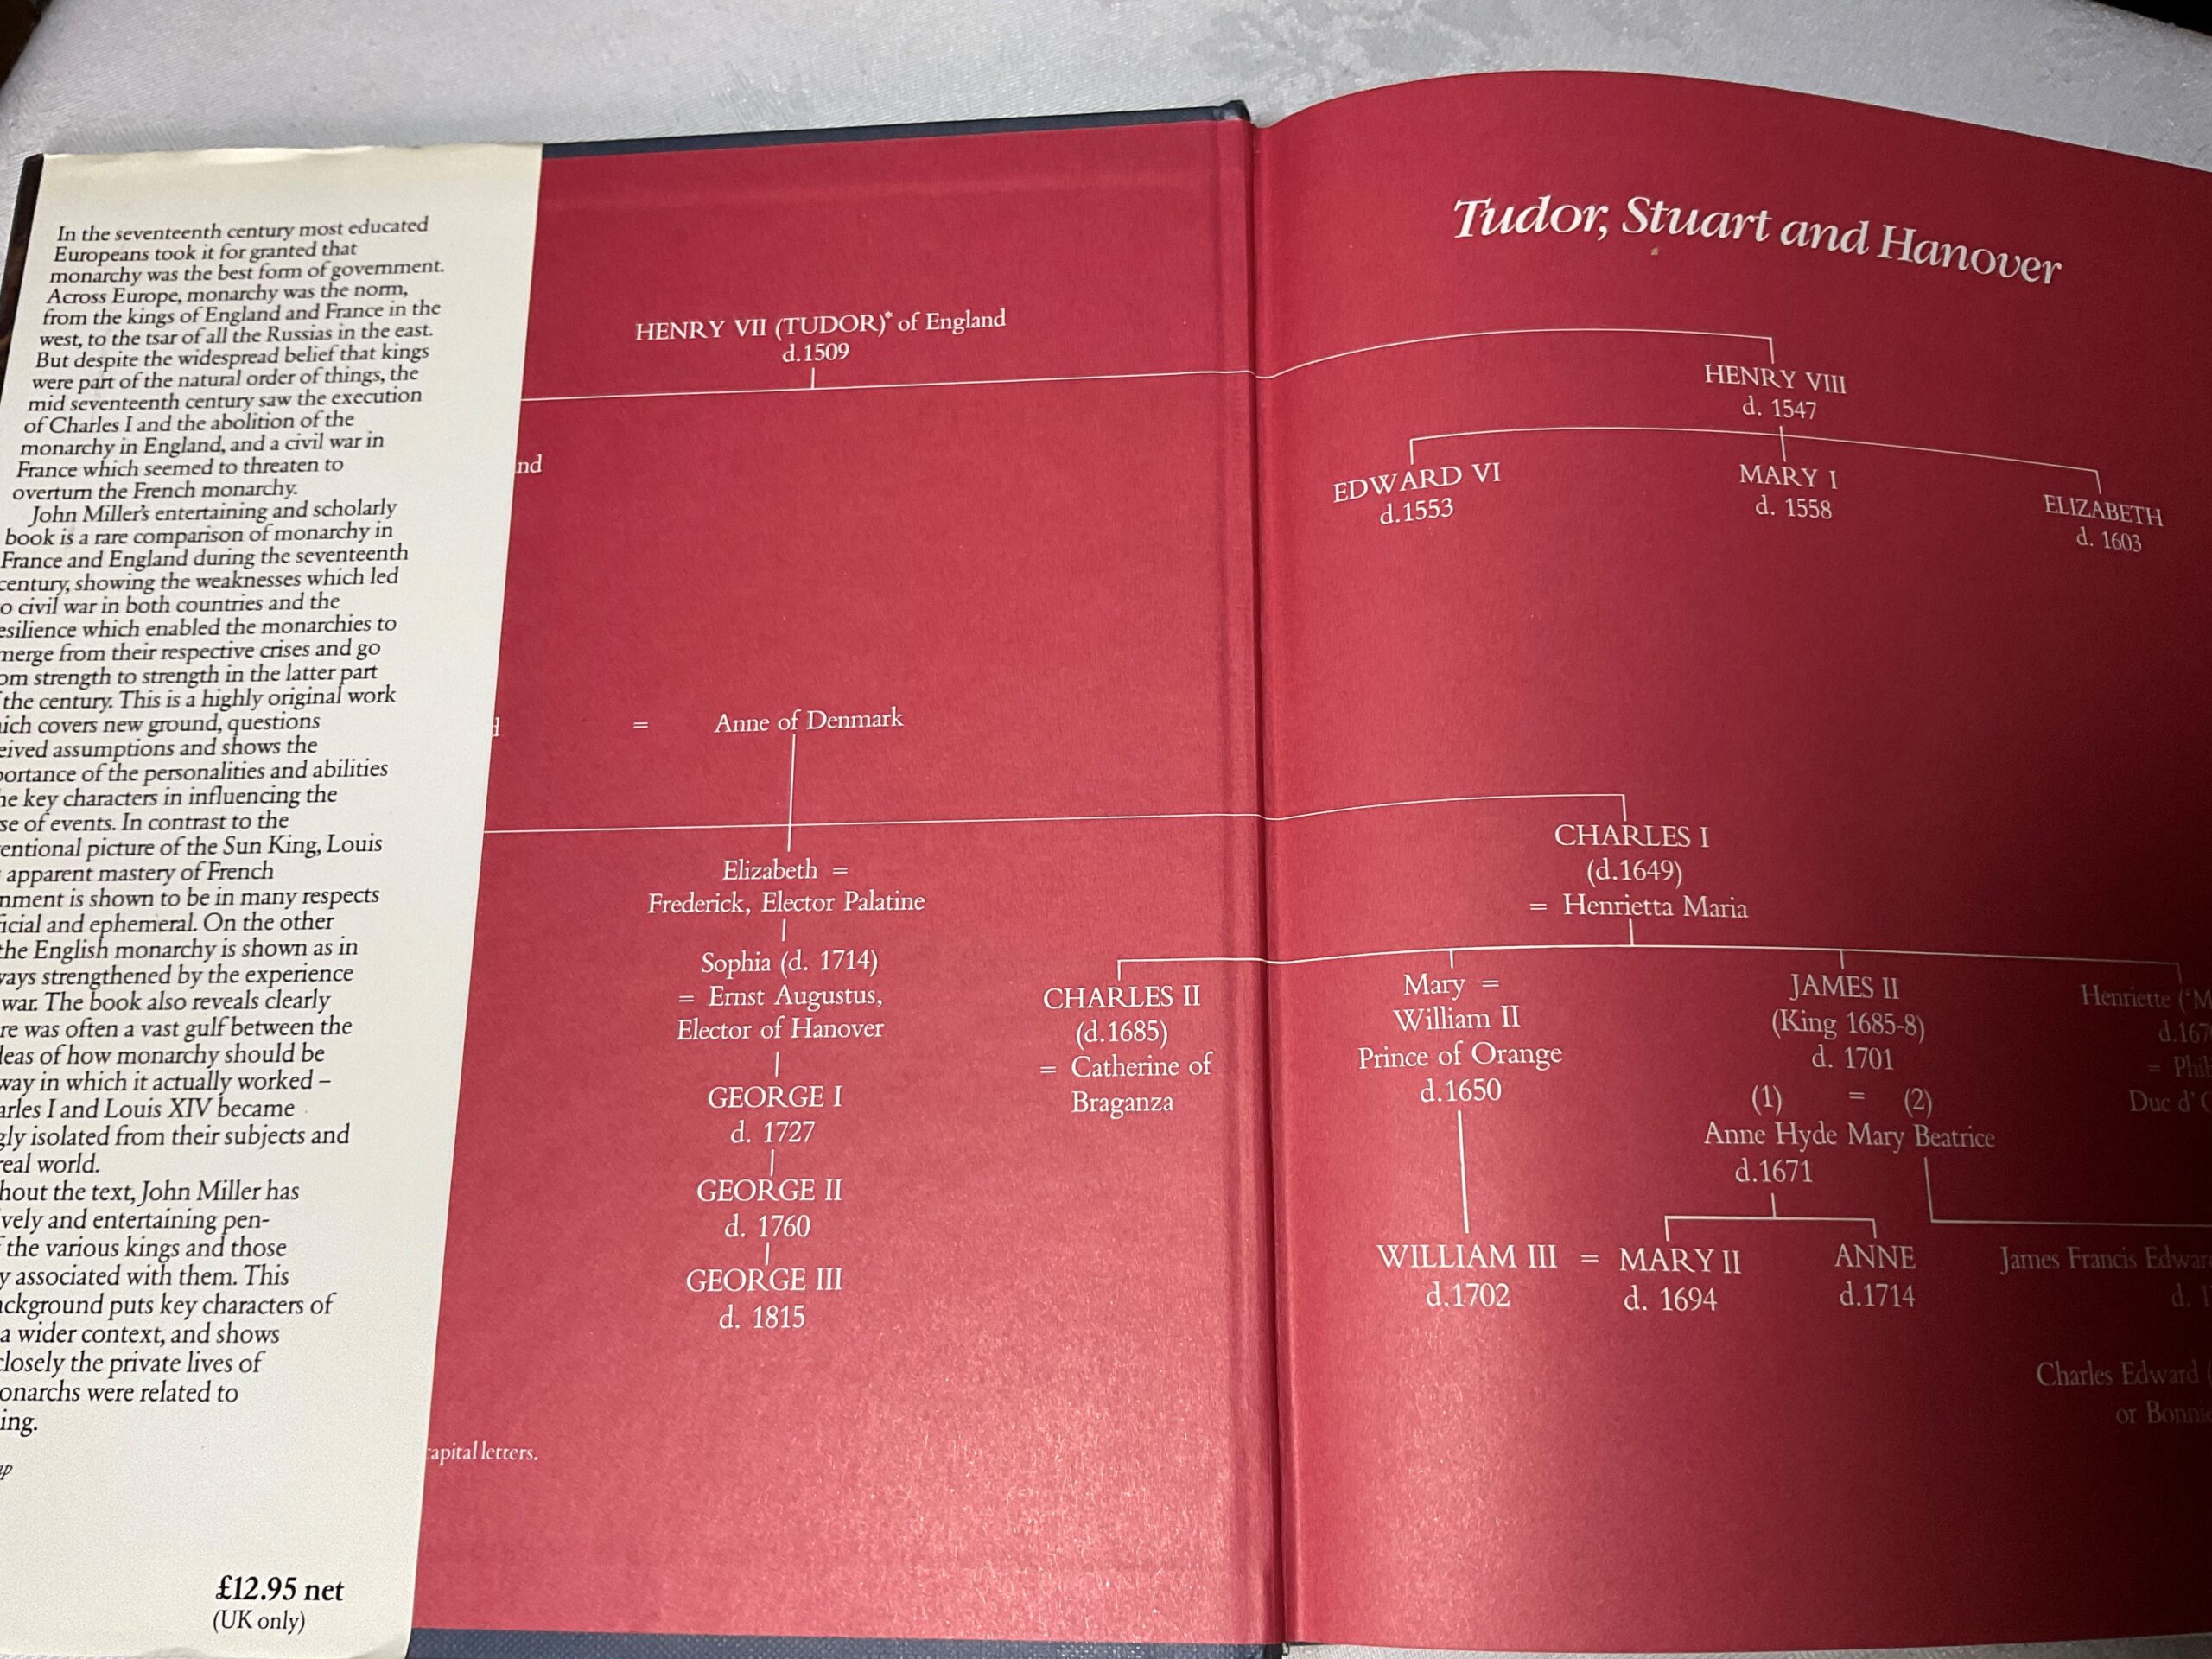 In the seventeenth century most educated
Europeans took it for granted that
monarchy was the best form of government.
Across Europe, monarchy was the norm,
from the kings of England and France in the
west, to the tsar of all the Russias in the east.
But despite the widespread belief that kings
were part of the natural order of things, the
mid seventeenth century saw the execution
of Charles I and the abolition of the
monarchy in England, and a civil war in
France which seemed to threaten to
overturn the French monarchy.
John Miller's entertaining and scholarly
book is a rare comparison of monarchy in
France and England during the seventeenth
century, showing the weaknesses which led
o civil war in both countries and the
esilience which enabled the monarchies to
merge from their respective crises and go
om strength to strength in the latter part
the century. This is a highly original work
ich covers new ground, questions
eived assumptions and shows the
portance of the personalities and abilities
he key characters in influencing the
se of events. In contrast to the
entional picture of the Sun King, Louis
apparent mastery of French
nment is shown to be in many respects
ficial and ephemeral. On the other
the English monarchy is shown as in
ways strengthened by the experience
war. The book also reveals clearly
re was often a vast gulf between the
deas of how monarchy should be
way in which it actually worked –
arles I and Louis XIV became
gly isolated from their subjects and
real world.
hout the text, John Miller has
vely and entertaining pen-
the various kings and those
y associated with them. This
ackground puts key characters of
a wider context, and shows
closely the private lives of
onarchs were related to
ing.
ap
£12.95 net
(UK only)
Tudor, Stuart and Hanover
HENRY VII (TUDOR)* of England
d.1509
HENRY VIII
d. 1547
nd
EDWARD VI
d.1553
MARY I
d. 1558
ELIZABETH
d. 1603
d = Anne of Denmark
Elizabeth =
Frederick, Elector Palatine
Sophia (d. 1714)
= Ernst Augustus,
Elector of Hanover
GEORGE I
d. 1727
GEORGE II
d. 1760
GEORGE III
d. 1815
CHARLES I
(d.1649)
= Henrietta Maria
CHARLES II
(d.1685)
= Catherine of
Braganza
Mary =
William II
Prince of Orange
d.1650
JAMES II
(King 1685-8)
d. 1701
(1) = (2)
Anne Hyde Mary Beatrice
d.1671
Henriette ('M
d.167
= Phil
Duc d'
WILLIAM III = MARY II
d.1702
d. 1694
ANNE
d.1714
James Francis Edwar
d. 1
Charles Edward
or Bonnie
apital letters.